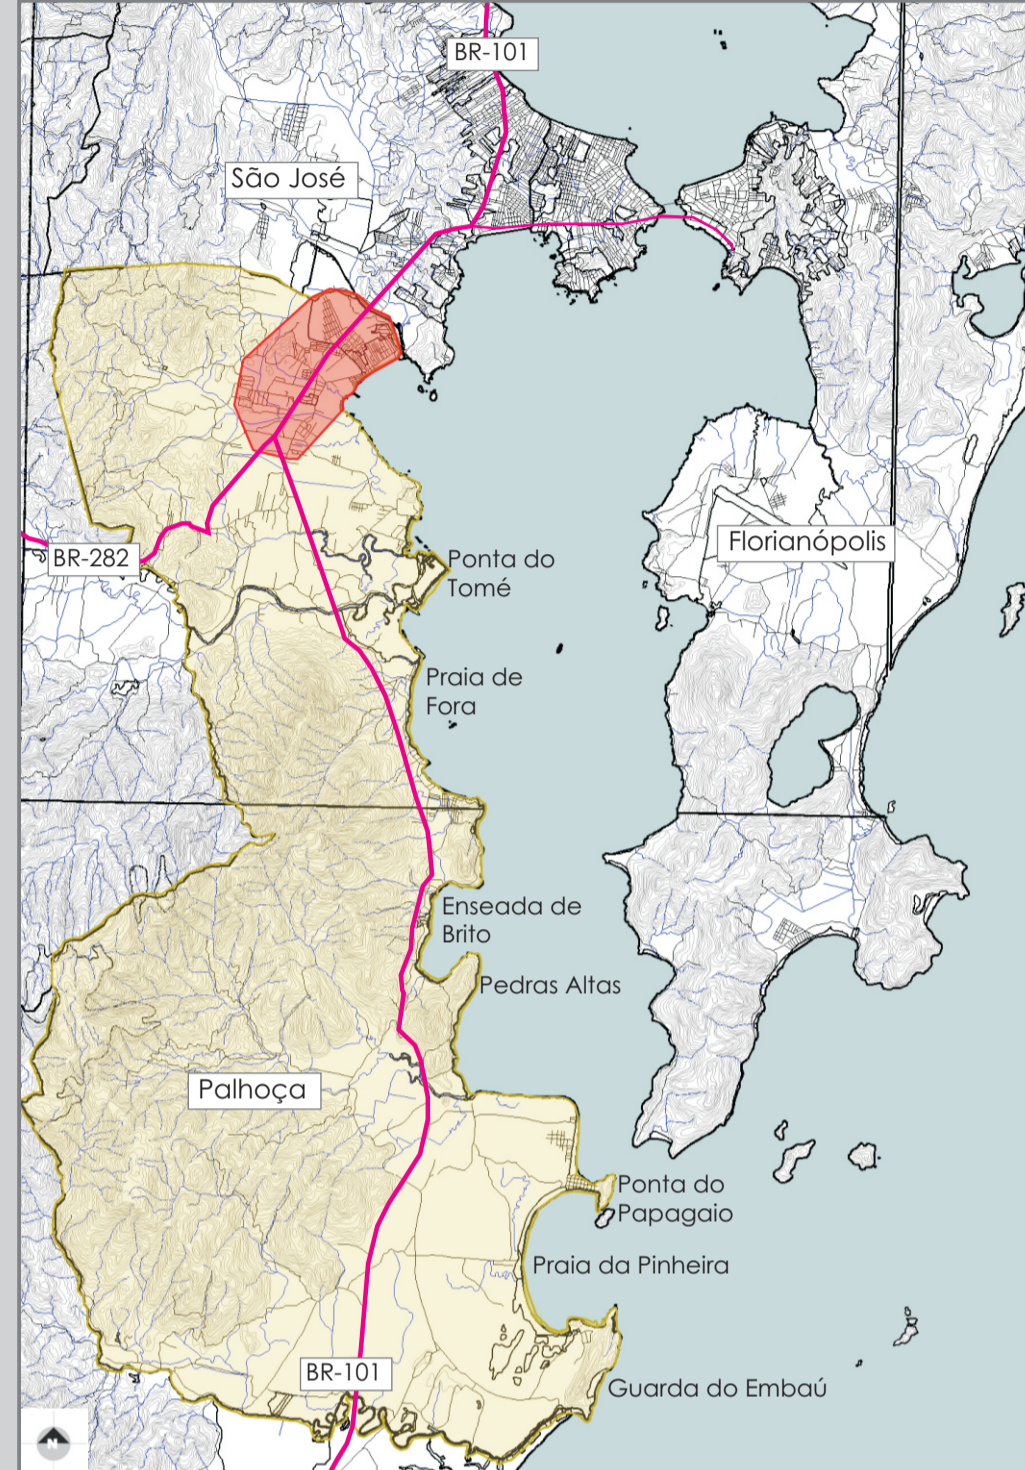 BR-101
São José
Florianópolis
BR-282
Ponta do
Tomé
Praia de
Fora
Enseada de
Brito
Pedras Altas
Palhoça
Ponta do
Papagaio
Praia da Pinheira
BR-101
Guarda do Embaú
N